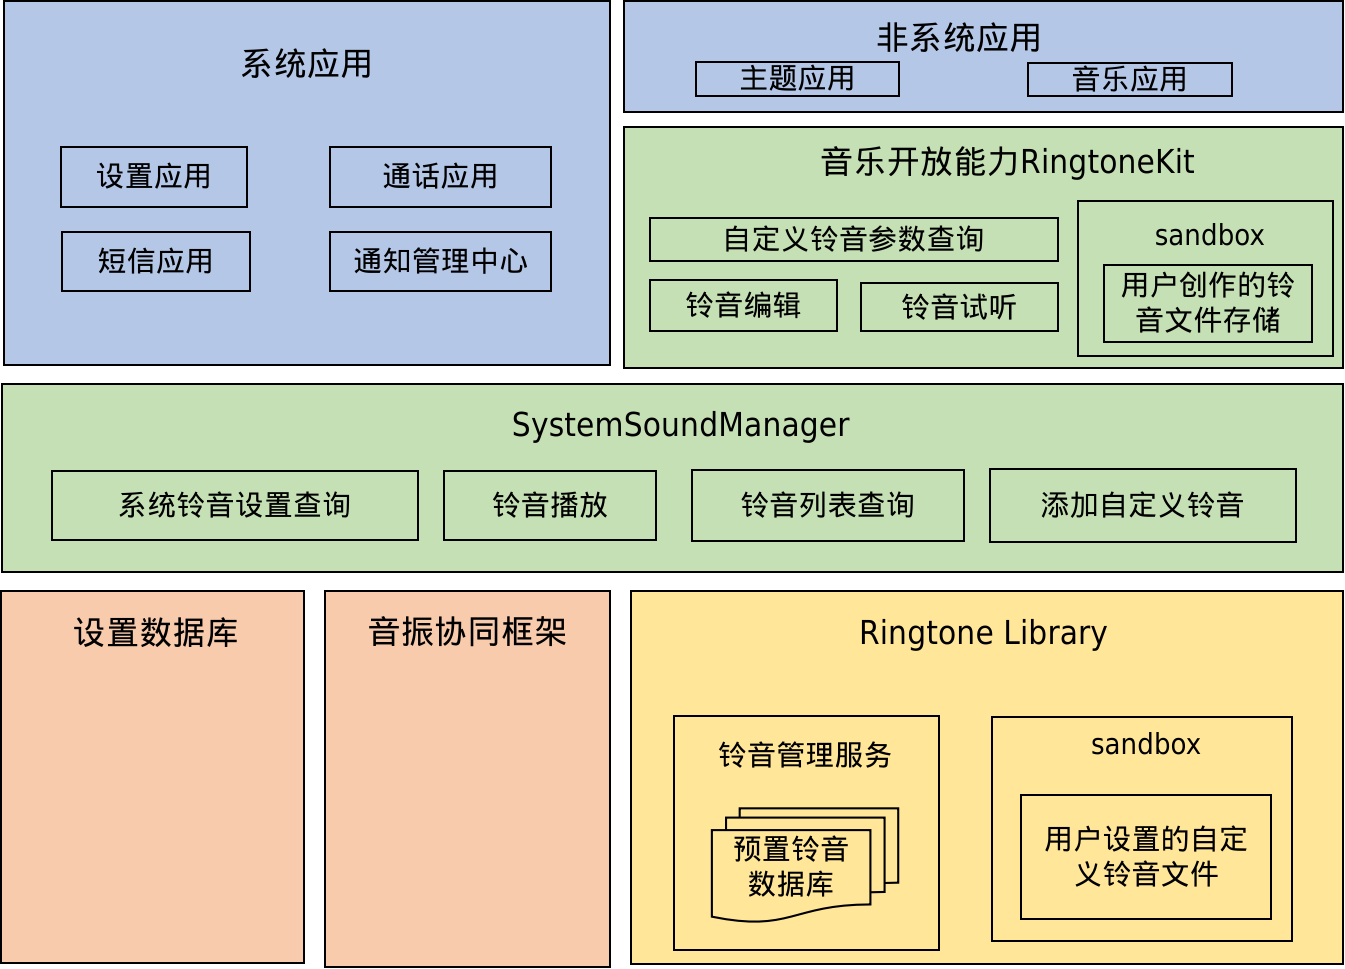 系统应用
设置应用
通话应用
短信应用
通知管理中心
非系统应用
主题应用
音乐应用
音乐开放能力RingtoneKit
自定义铃音参数查询
铃音编辑
铃音试听
sandbox
用户创作的铃
音文件存储
SystemSoundManager
系统铃音设置查询
铃音播放
铃音列表查询
添加自定义铃音
设置数据库
音振协同框架
Ringtone Library
铃音管理服务
预置铃音
数据库
sandbox
用户设置的自定
义铃音文件